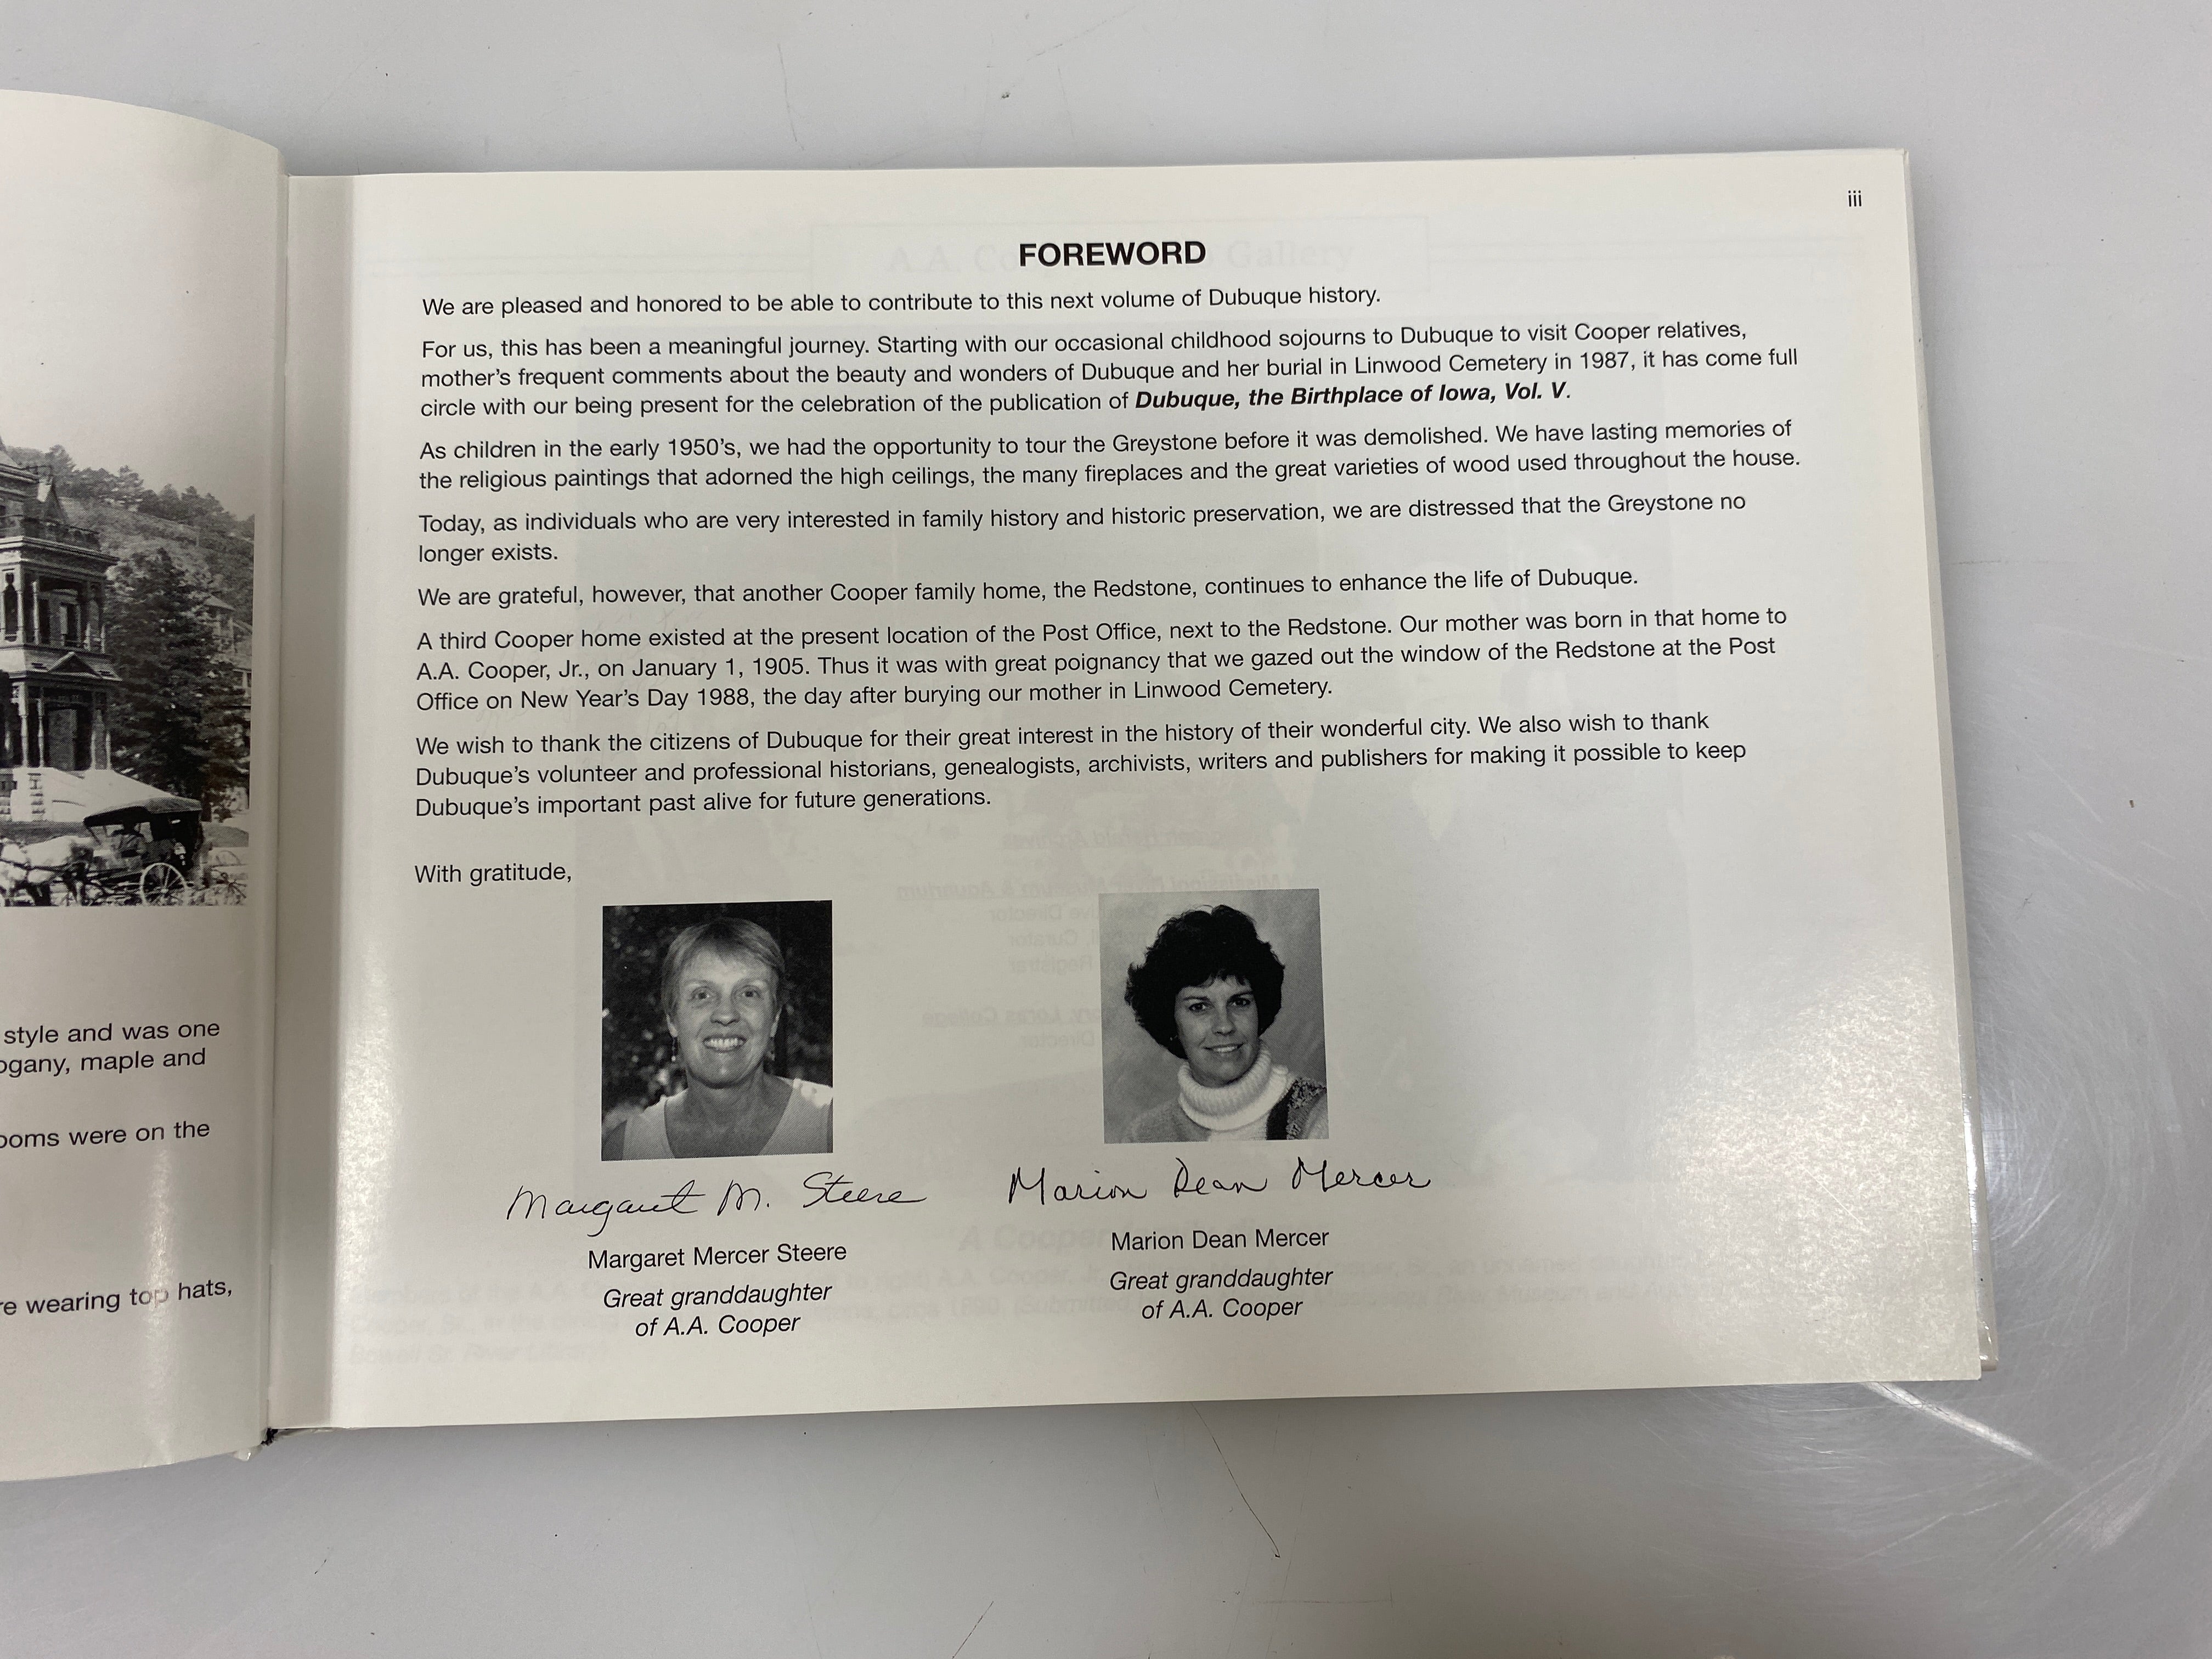 style and was one
ogany, maple and
ooms were on the
re wearing top hats,
iii
FOREWORD
We are pleased and honored to be able to contribute to this next volume of Dubuque history.
For us, this has been a meaningful journey. Starting with our occasional childhood sojourns to Dubuque to visit Cooper relatives,
mother's frequent comments about the beauty and wonders of Dubuque and her burial in Linwood Cemetery in 1987, it has come full
circle with our being present for the celebration of the publication of Dubuque, the Birthplace of Iowa, Vol. V.
As children in the early 1950's, we had the opportunity to tour the Greystone before it was demolished. We have lasting memories of
the religious paintings that adorned the high ceilings, the many fireplaces and the great varieties of wood used throughout the house.
Today, as individuals who are very interested in family history and historic preservation, we are distressed that the Greystone no
longer exists.
We are grateful, however, that another Cooper family home, the Redstone, continues to enhance the life of Dubuque.
A third Cooper home existed at the present location of the Post Office, next to the Redstone. Our mother was born in that home to
A.A. Cooper, Jr., on January 1, 1905. Thus it was with great poignancy that we gazed out the window of the Redstone at the Post
Office on New Year's Day 1988, the day after burying our mother in Linwood Cemetery.
We wish to thank the citizens of Dubuque for their great interest in the history of their wonderful city. We also wish to thank
Dubuque's volunteer and professional historians, genealogists, archivists, writers and publishers for making it possible to keep
Dubuque's important past alive for future generations.
With gratitude,
Margaret M. Steere
Margaret Mercer Steere
Great granddaughter
of A.A. Cooper
Marion Dean Mercer
Marion Dean Mercer
Great granddaughter
of A.A. Cooper